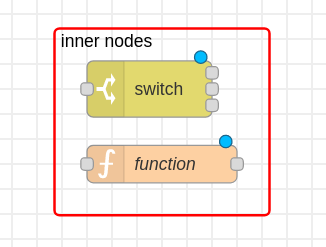 inner nodes
switch
function